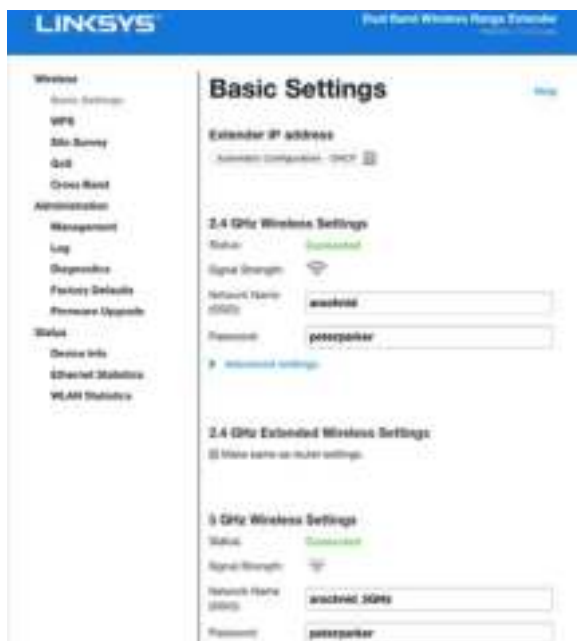 LINKSYS
Dual Band Wireless Range Extender
Wireless
Basic Settings
Basic Settings
Help
WPS
Site Survey
Extender IP address
QoS
Automatic Configuration - DHCP
Cross Band
Administration
Management
2.4 GHz Wireless Settings
Log
Status: Connected
Diagnostics
Signal Strength:
Factory Defaults
Network Name (SSID): arachnid
Firmware Upgrade
Status
Password: peterparker
Device Info
Advanced settings
Ethernet Statistics
WLAN Statistics
2.4 GHz Extended Wireless Settings
Make same as router settings.
5 GHz Wireless Settings
Status: Connected
Signal Strength:
Network Name (SSID): arachnid_5GHz
Password: peterparker